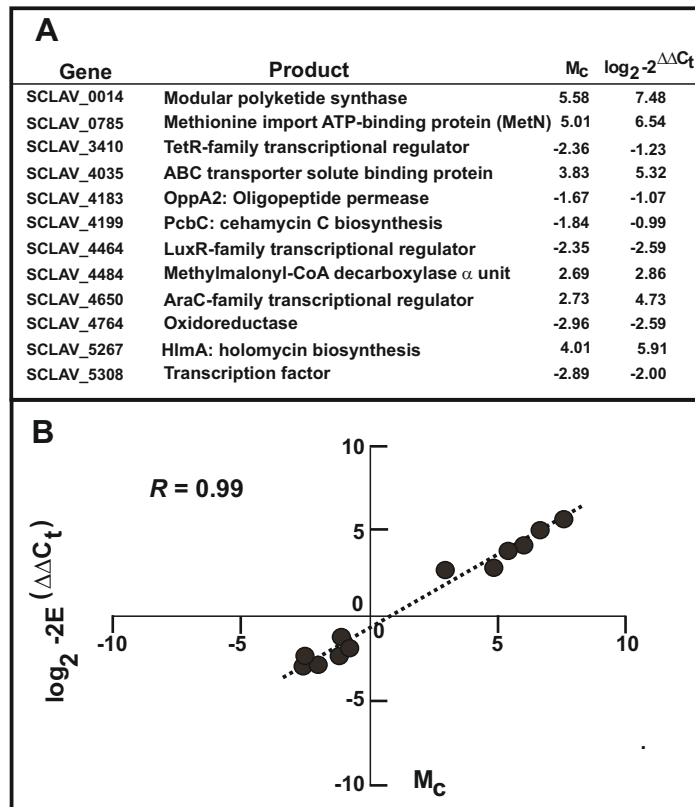 A
Gene Product Mc log2 -2ΔΔCt
SCLAV_0014 Modular polyketide synthase 5.58 7.48
SCLAV_0785 Methionine import ATP-binding protein (MetN) 5.01 6.54
SCLAV_3410 TetR-family transcriptional regulator -2.36 -1.23
SCLAV_4035 ABC transporter solute binding protein 3.83 5.32
SCLAV_4183 OppA2: Oligopeptide permease -1.67 -1.07
SCLAV_4199 PcbC: cehamycin C biosynthesis -1.84 -0.99
SCLAV_4464 LuxR-family transcriptional regulator -2.35 -2.59
SCLAV_4484 Methylmalonyl-CoA decarboxylase α unit 2.69 2.86
SCLAV_4650 AraC-family transcriptional regulator 2.73 4.73
SCLAV_4764 Oxidoreductase -2.96 -2.59
SCLAV_5267 HlmA: holomycin biosynthesis 4.01 5.91
SCLAV_5308 Transcription factor -2.89 -2.00
B
R = 0.99
log2 -2E (ΔΔCt)
10
5
0
-10 -5 0 5 10
-5
-10
Mc